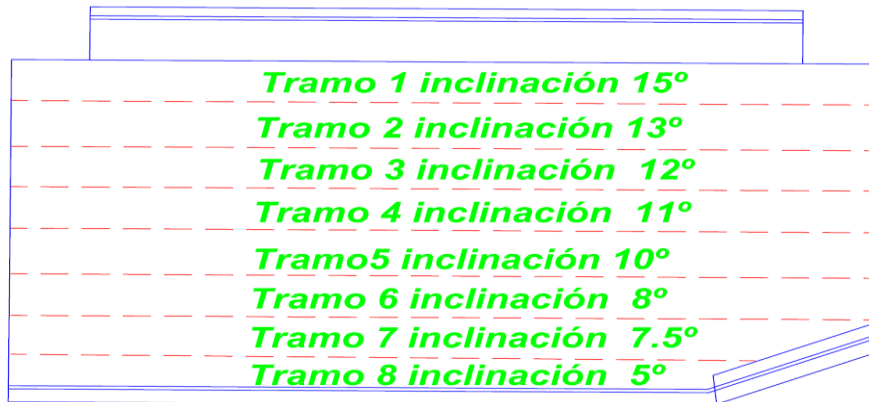 Tramo 1 inclinación 15º
Tramo 2 inclinación 13º
Tramo 3 inclinación 12º
Tramo 4 inclinación 11º
Tramo5 inclinación 10º
Tramo 6 inclinación 8º
Tramo 7 inclinación 7.5º
Tramo 8 inclinación 5º